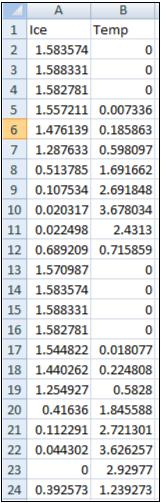 A B
1 Ice Temp
2 1.583574 0
3 1.588331 0
4 1.582781 0
5 1.557211 0.007336
6 1.476139 0.185863
7 1.287633 0.598097
8 0.513785 1.691662
9 0.107534 2.691848
10 0.020317 3.678034
11 0.022498 2.4313
12 0.689209 0.715859
13 1.570987 0
14 1.583574 0
15 1.588331 0
16 1.582781 0
17 1.544822 0.018077
18 1.440262 0.224808
19 1.254927 0.5828
20 0.41636 1.845588
21 0.112291 2.721301
22 0.044302 3.626257
23 0 2.92977
24 0.392573 1.239273